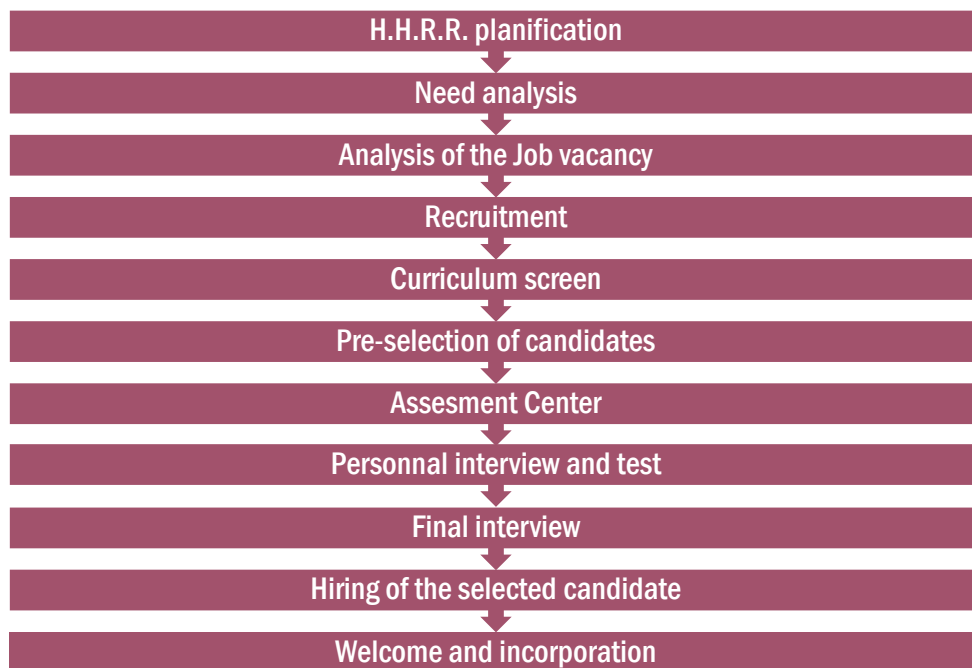 H.H.R.R. planification
Need analysis
Analysis of the Job vacancy
Recruitment
Curriculum screen
Pre-selection of candidates
Assesment Center
Personnal interview and test
Final interview
Hiring of the selected candidate
Welcome and incorporation